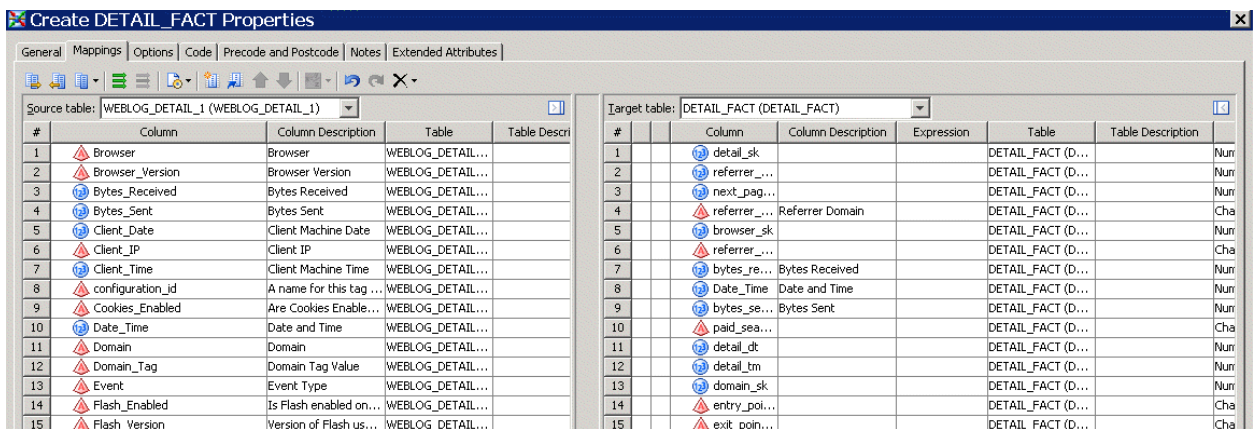 Create DETAIL_FACT Properties
General Mappings Options Code Precode and Postcode Notes Extended Attributes
Source table: WEBLOG_DETAIL_1 (WEBLOG_DETAIL_1) Target table: DETAIL_FACT (DETAIL_FACT)
# Column Column Description Table Table Descri # Column Column Description Expression Table Table Description
1 Browser Browser WEBLOG_DETAIL... 1 detail_sk DETAIL_FACT (D... Num
2 Browser_Version Browser Version WEBLOG_DETAIL... 2 referrer_... DETAIL_FACT (D... Num
3 Bytes_Received Bytes Received WEBLOG_DETAIL... 3 next_pag... DETAIL_FACT (D... Num
4 Bytes_Sent Bytes Sent WEBLOG_DETAIL... 4 referrer_... Referrer Domain DETAIL_FACT (D... Cha
5 Client_Date Client Machine Date WEBLOG_DETAIL... 5 browser_sk DETAIL_FACT (D... Num
6 Client_IP Client IP WEBLOG_DETAIL... 6 referrer_... DETAIL_FACT (D... Cha
7 Client_Time Client Machine Time WEBLOG_DETAIL... 7 bytes_re... Bytes Received DETAIL_FACT (D... Num
8 configuration_id A name for this tag ... WEBLOG_DETAIL... 8 Date_Time Date and Time DETAIL_FACT (D... Num
9 Cookies_Enabled Are Cookies Enable... WEBLOG_DETAIL... 9 bytes_se... Bytes Sent DETAIL_FACT (D... Num
10 Date_Time Date and Time WEBLOG_DETAIL... 10 paid_sea... DETAIL_FACT (D... Cha
11 Domain Domain WEBLOG_DETAIL... 11 detail_dt DETAIL_FACT (D... Num
12 Domain_Tag Domain Tag Value WEBLOG_DETAIL... 12 detail_tm DETAIL_FACT (D... Num
13 Event Event Type WEBLOG_DETAIL... 13 domain_sk DETAIL_FACT (D... Num
14 Flash_Enabled Is Flash enabled on... WEBLOG_DETAIL... 14 entry_poi... DETAIL_FACT (D... Cha
15 Flash_Version Version of Flash us... WEBLOG_DETAIL... 15 exit_poin... DETAIL_FACT (D... Cha